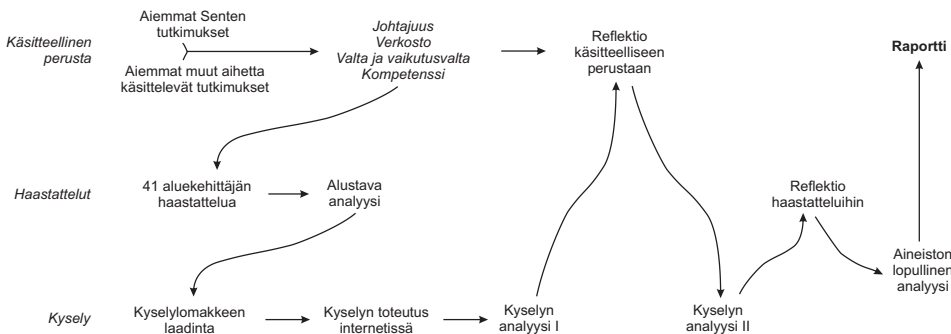 Käsitteellinen
perusta
Aiemmat Senten
tutkimukset
Aiemmat muut aihetta
käsittelevät tutkimukset
Johtajuus
Verkosto
Valta ja vaikutusvalta
Kompetenssi
Reflektio
käsitteelliseen
perustaan
Raportti
Haastattelut
41 aluekehittäjän
haastattelua
Alustava
analyysi
Reflektio
haastatteluihin
Aineiston
lopullinen
analyysi
Kysely
Kyselylomakkeen
laadinta
Kyselyn toteutus
internetissä
Kyselyn
analyysi I
Kyselyn
analyysi II